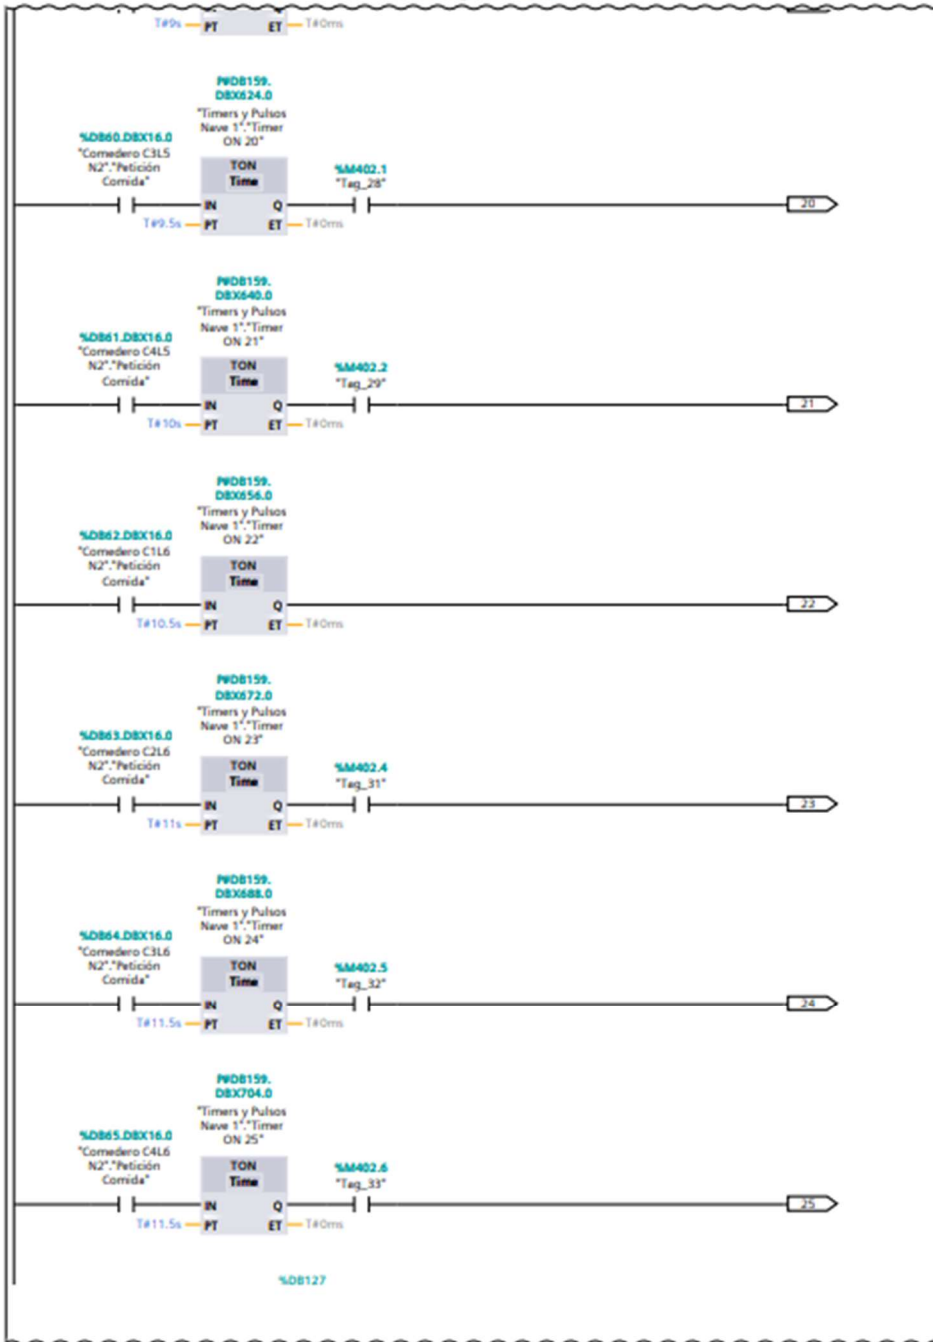 T#9s PT ET T#0ms
P#DB159.
DBX624.0
"Timers y Pulsos
Nave 1"."Timer
ON 20"
%DB60.DBX16.0
"Comedero C3L5
N2"."Petición
Comida"
TON
Time
%M402.1
"Tag_28"
IN Q
20
T#9.5s PT ET T#0ms
P#DB159.
DBX640.0
"Timers y Pulsos
Nave 1"."Timer
ON 21"
%DB61.DBX16.0
"Comedero C4L5
N2"."Petición
Comida"
TON
Time
%M402.2
"Tag_29"
IN Q
21
T#10s PT ET T#0ms
P#DB159.
DBX656.0
"Timers y Pulsos
Nave 1"."Timer
ON 22"
%DB62.DBX16.0
"Comedero C1L6
N2"."Petición
Comida"
TON
Time
IN Q
22
T#10.5s PT ET T#0ms
P#DB159.
DBX672.0
"Timers y Pulsos
Nave 1"."Timer
ON 23"
%DB63.DBX16.0
"Comedero C2L6
N2"."Petición
Comida"
TON
Time
%M402.4
"Tag_31"
IN Q
23
T#11s PT ET T#0ms
P#DB159.
DBX688.0
"Timers y Pulsos
Nave 1"."Timer
ON 24"
%DB64.DBX16.0
"Comedero C3L6
N2"."Petición
Comida"
TON
Time
%M402.5
"Tag_32"
IN Q
24
T#11.5s PT ET T#0ms
P#DB159.
DBX704.0
"Timers y Pulsos
Nave 1"."Timer
ON 25"
%DB65.DBX16.0
"Comedero C4L6
N2"."Petición
Comida"
TON
Time
%M402.6
"Tag_33"
IN Q
25
T#11.5s PT ET T#0ms
%DB127